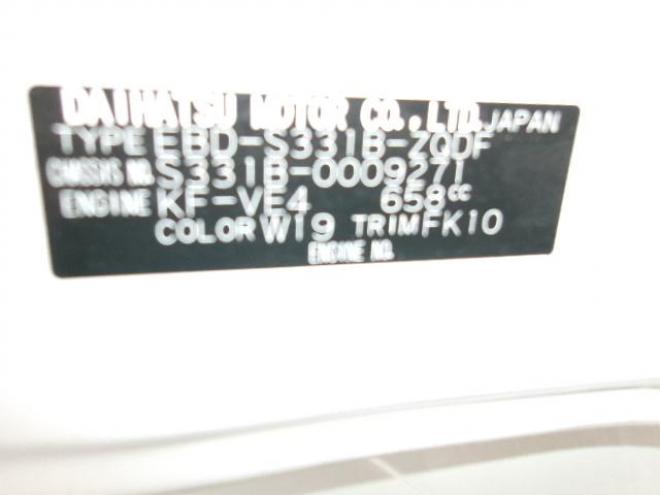 DAIHATSU MOTOR CO., LTD. JAPAN
TYPE EBD-S331B-ZQDF
CHASSIS NO. S331B-0009271
ENGINE KF-VE4 658cc
COLOR W19 TRIM FK10
ENGINE NO.